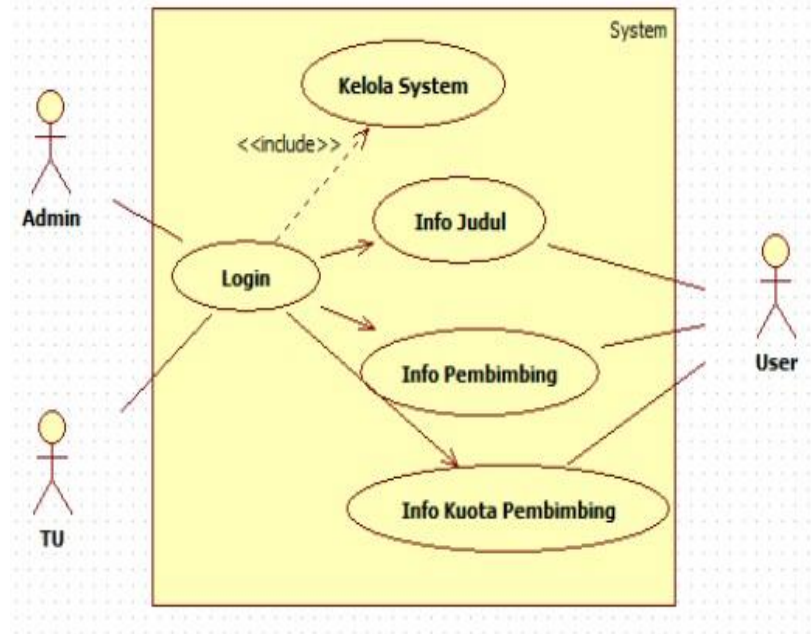 System
Kelola System
<<include>>
Admin
Info Judul
Login
Info Pembimbing
User
Info Kuota Pembimbing
TU